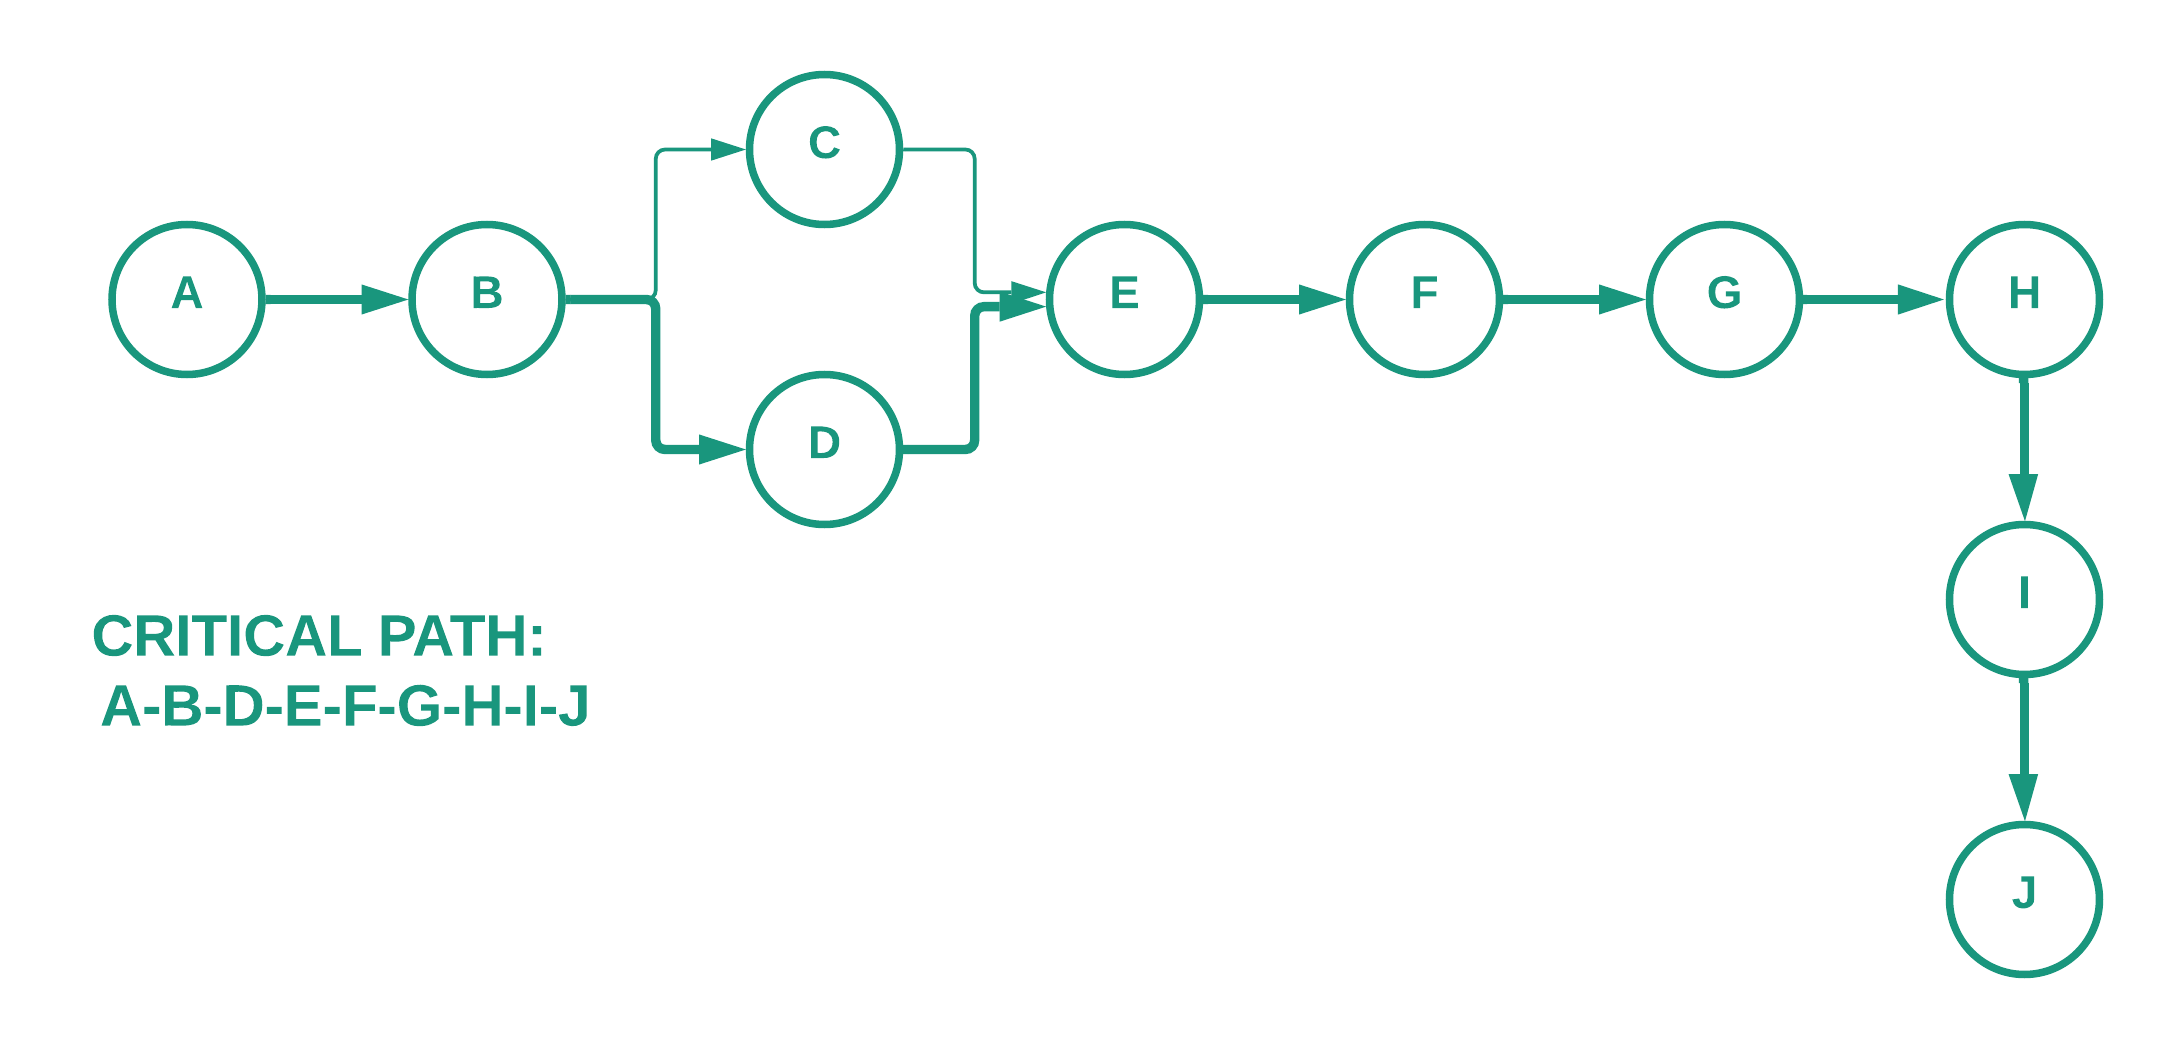 C
A
B
E
F
G
H
D
I
CRITICAL PATH:
A-B-D-E-F-G-H-I-J
J